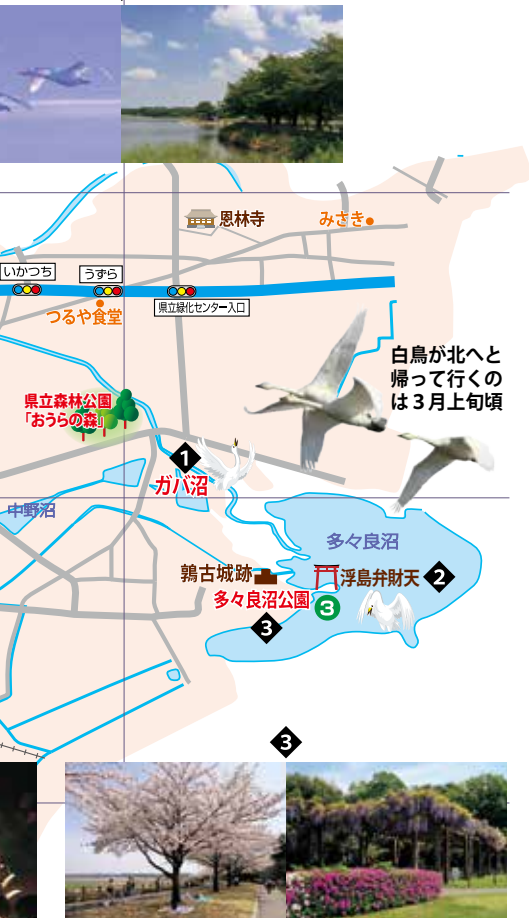 恩林寺
みさき
いかつち
うずら
県立緑化センター入口
つるや食堂
白鳥が北へと
帰って行くの
は３月上旬頃
県立森林公園
「おうらの森」
1
ガバ沼
中野沼
多々良沼
鶉古城跡
浮島弁財天
2
多々良沼公園
3
3
3